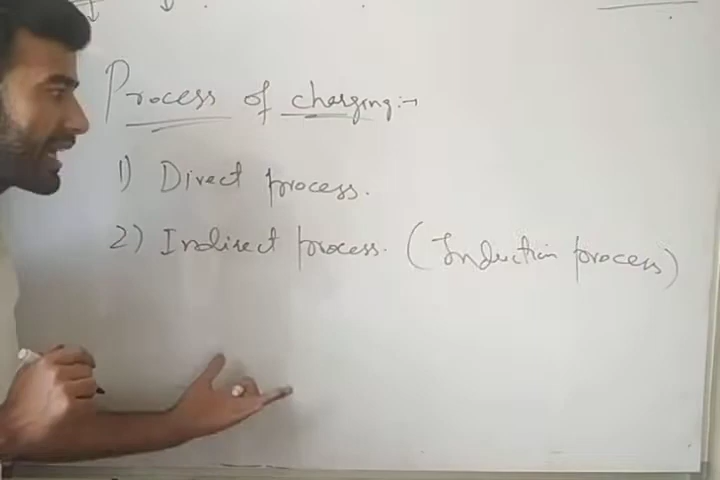 Process of charging:-
1) Direct process.
2) Indirect process. (Induction process)